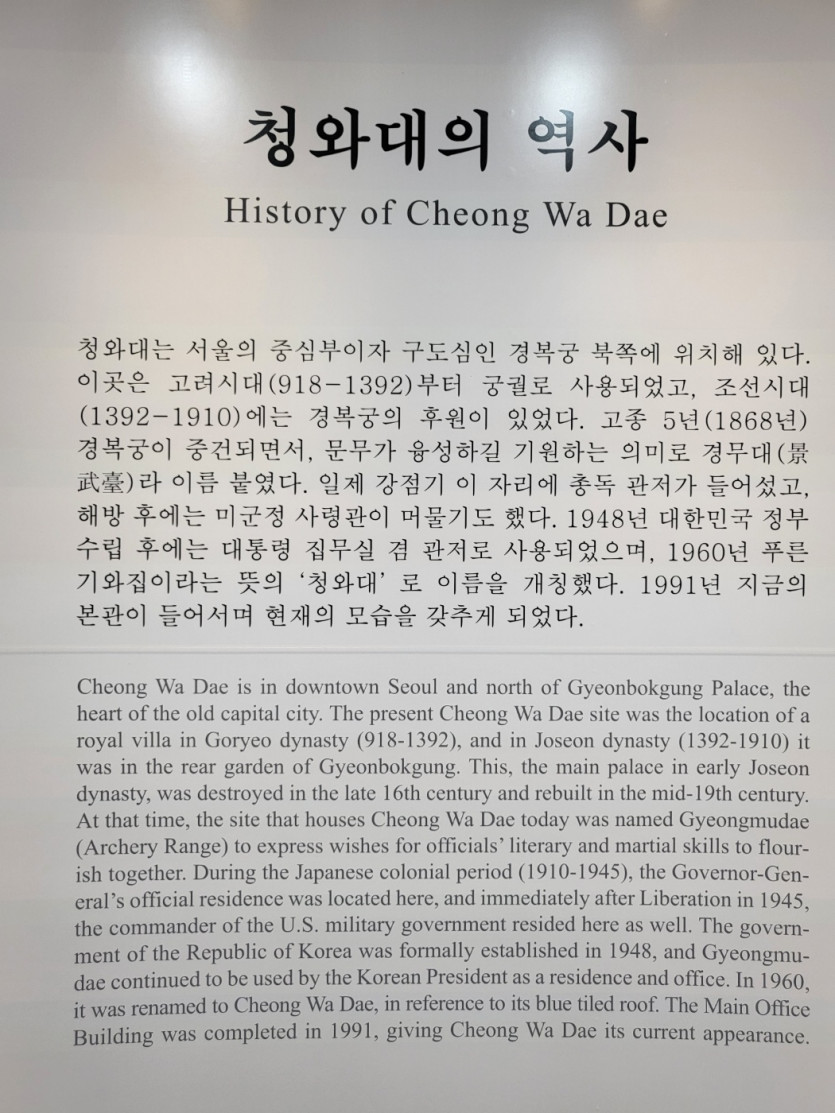 청와대의 역사
History of Cheong Wa Dae
청와대는 서울의 중심부이자 구도심인 경복궁 북쪽에 위치해 있다.
이곳은 고려시대(918-1392)부터 궁궐로 사용되었고, 조선시대
(1392-1910)에는 경복궁의 후원이 있었다. 고종 5년(1868년)
경복궁이 중건되면서, 문무가 융성하길 기원하는 의미로 경무대(景
武臺)라 이름 붙였다. 일제 강점기 이 자리에 총독 관저가 들어섰고,
해방 후에는 미군정 사령관이 머물기도 했다. 1948년 대한민국 정부
수립 후에는 대통령 집무실 겸 관저로 사용되었으며, 1960년 푸른
기와집이라는 뜻의 ‘청와대’ 로 이름을 개칭했다. 1991년 지금의
본관이 들어서며 현재의 모습을 갖추게 되었다.
Cheong Wa Dae is in downtown Seoul and north of Gyeonbokgung Palace, the
heart of the old capital city. The present Cheong Wa Dae site was the location of a
royal villa in Goryeo dynasty (918-1392), and in Joseon dynasty (1392-1910) it
was in the rear garden of Gyeonbokgung. This, the main palace in early Joseon
dynasty, was destroyed in the late 16th century and rebuilt in the mid-19th century.
At that time, the site that houses Cheong Wa Dae today was named Gyeongmudae
(Archery Range) to express wishes for officials’ literary and martial skills to flour-
ish together. During the Japanese colonial period (1910-1945), the Governor-Gen-
eral’s official residence was located here, and immediately after Liberation in 1945,
the commander of the U.S. military government resided here as well. The govern-
ment of the Republic of Korea was formally established in 1948, and Gyeongmu-
dae continued to be used by the Korean President as a residence and office. In 1960,
it was renamed to Cheong Wa Dae, in reference to its blue tiled roof. The Main Office
Building was completed in 1991, giving Cheong Wa Dae its current appearance.